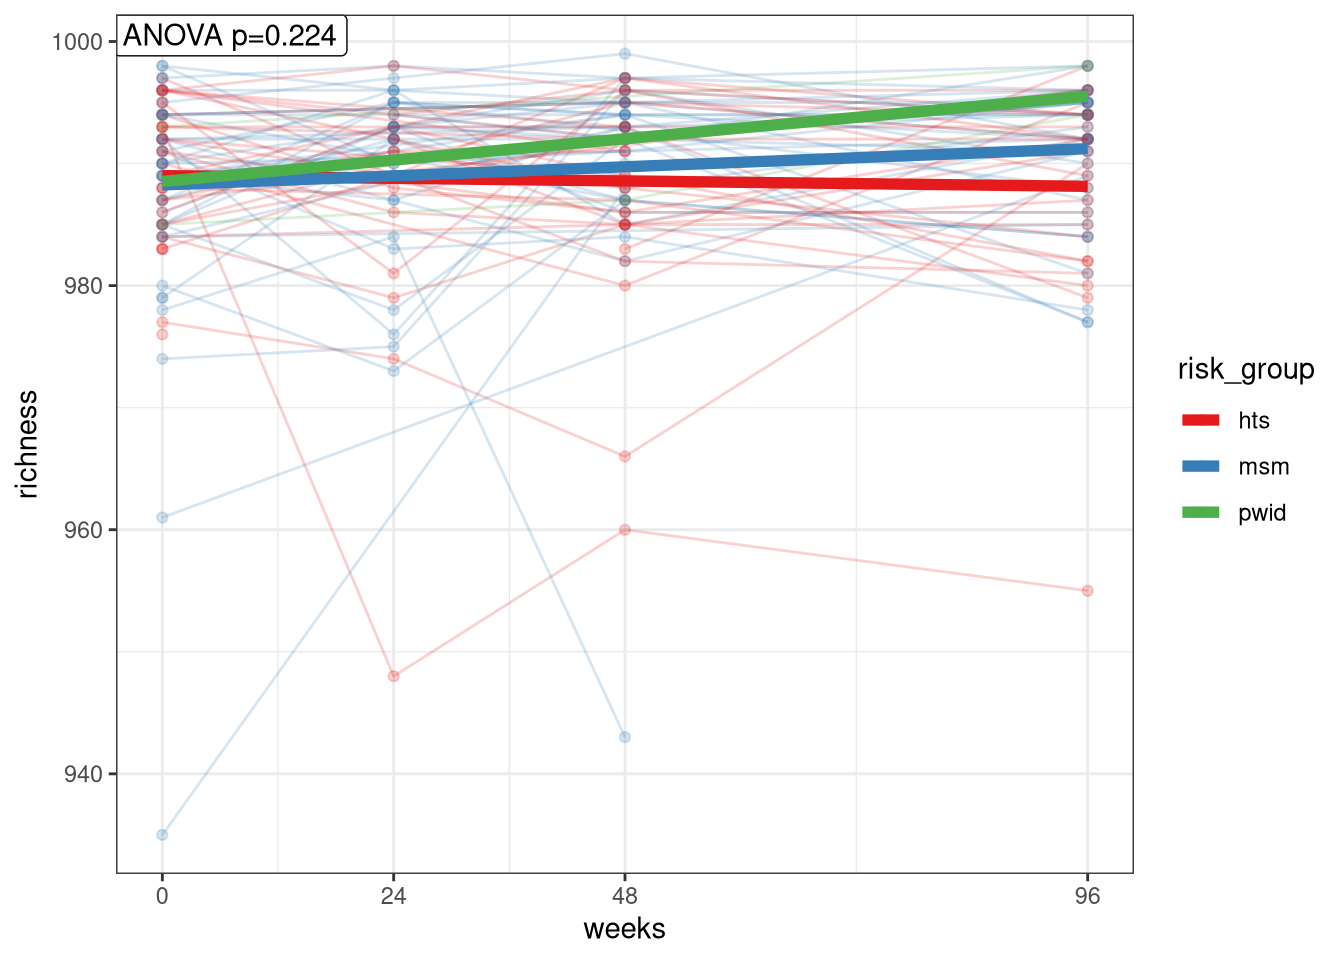 ANOVA p=0.224
1000
980
960
940
richness
0 24 48 96
weeks
risk_group
hts
msm
pwid